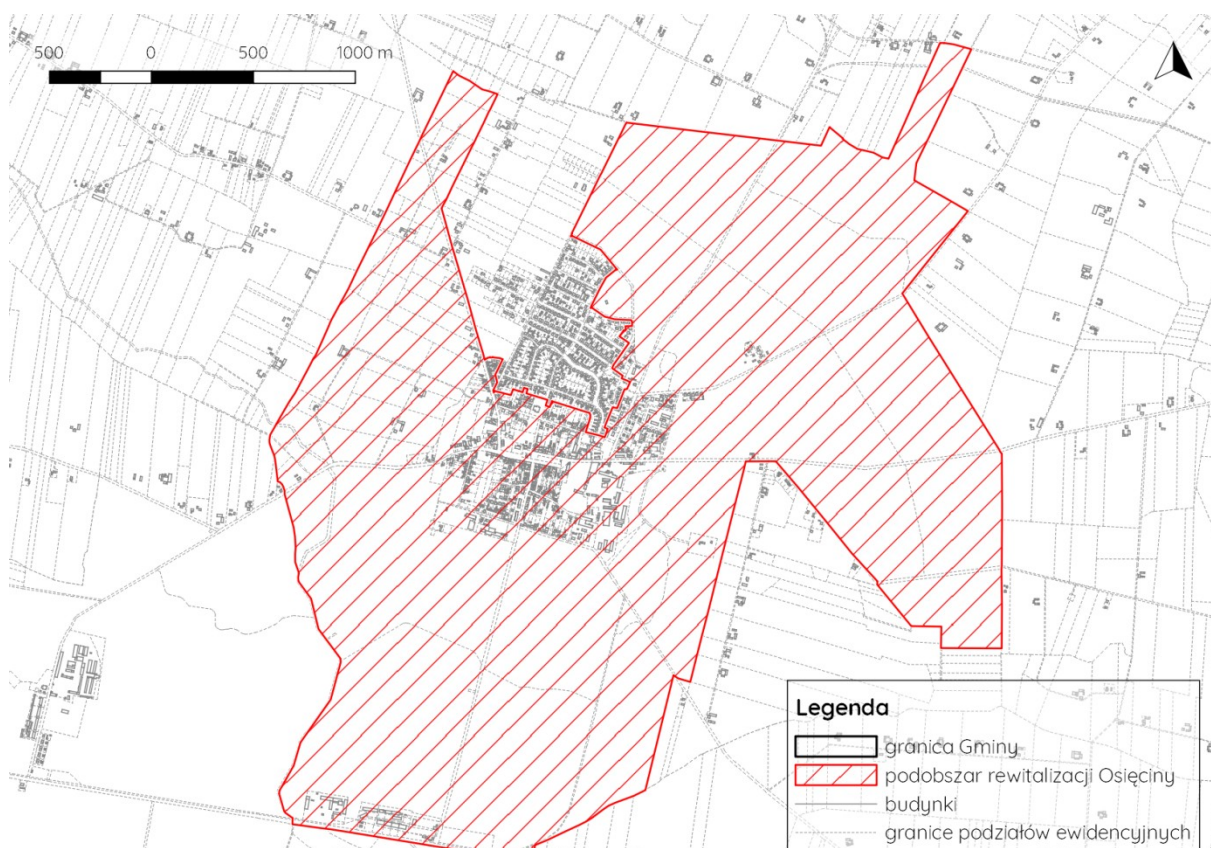 500 0 500 1000 m
Legenda
granica Gminy
podobszar rewitalizacji Osięciny
budynki
granice podziałów ewidencyjnych